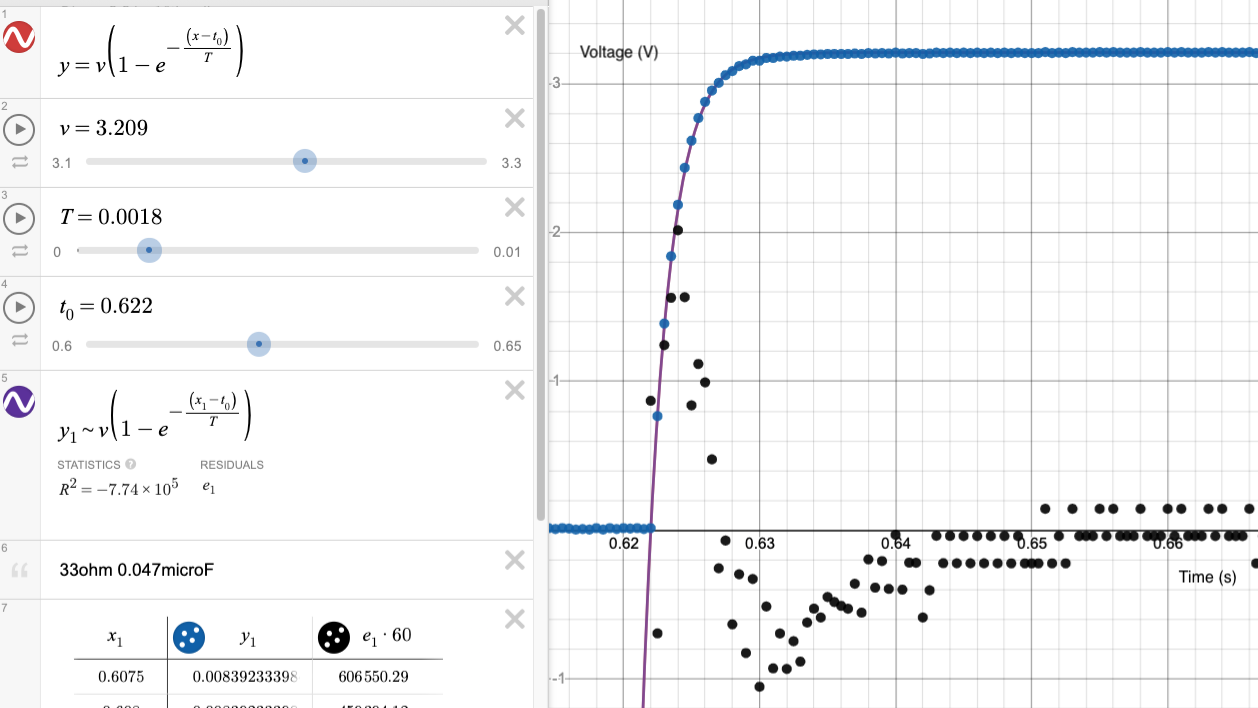 1
y = v(1 − e^(−(x−t₀)/T))
2
v = 3.209
3.1
3.3
3
T = 0.0018
0
0.01
4
t₀ = 0.622
0.6
0.65
5
y₁ ~ v(1 − e^(−(x₁−t₀)/T))
STATISTICS ? RESIDUALS
R² = −7.74 × 10⁵ e₁
6
33ohm 0.047microF
7
x₁ y₁ e₁ · 60
0.6075 0.00839233398 606550.29
Voltage (V)
3
2
1
0.62 0.63 0.64 0.65 0.66
Time (s)
-1